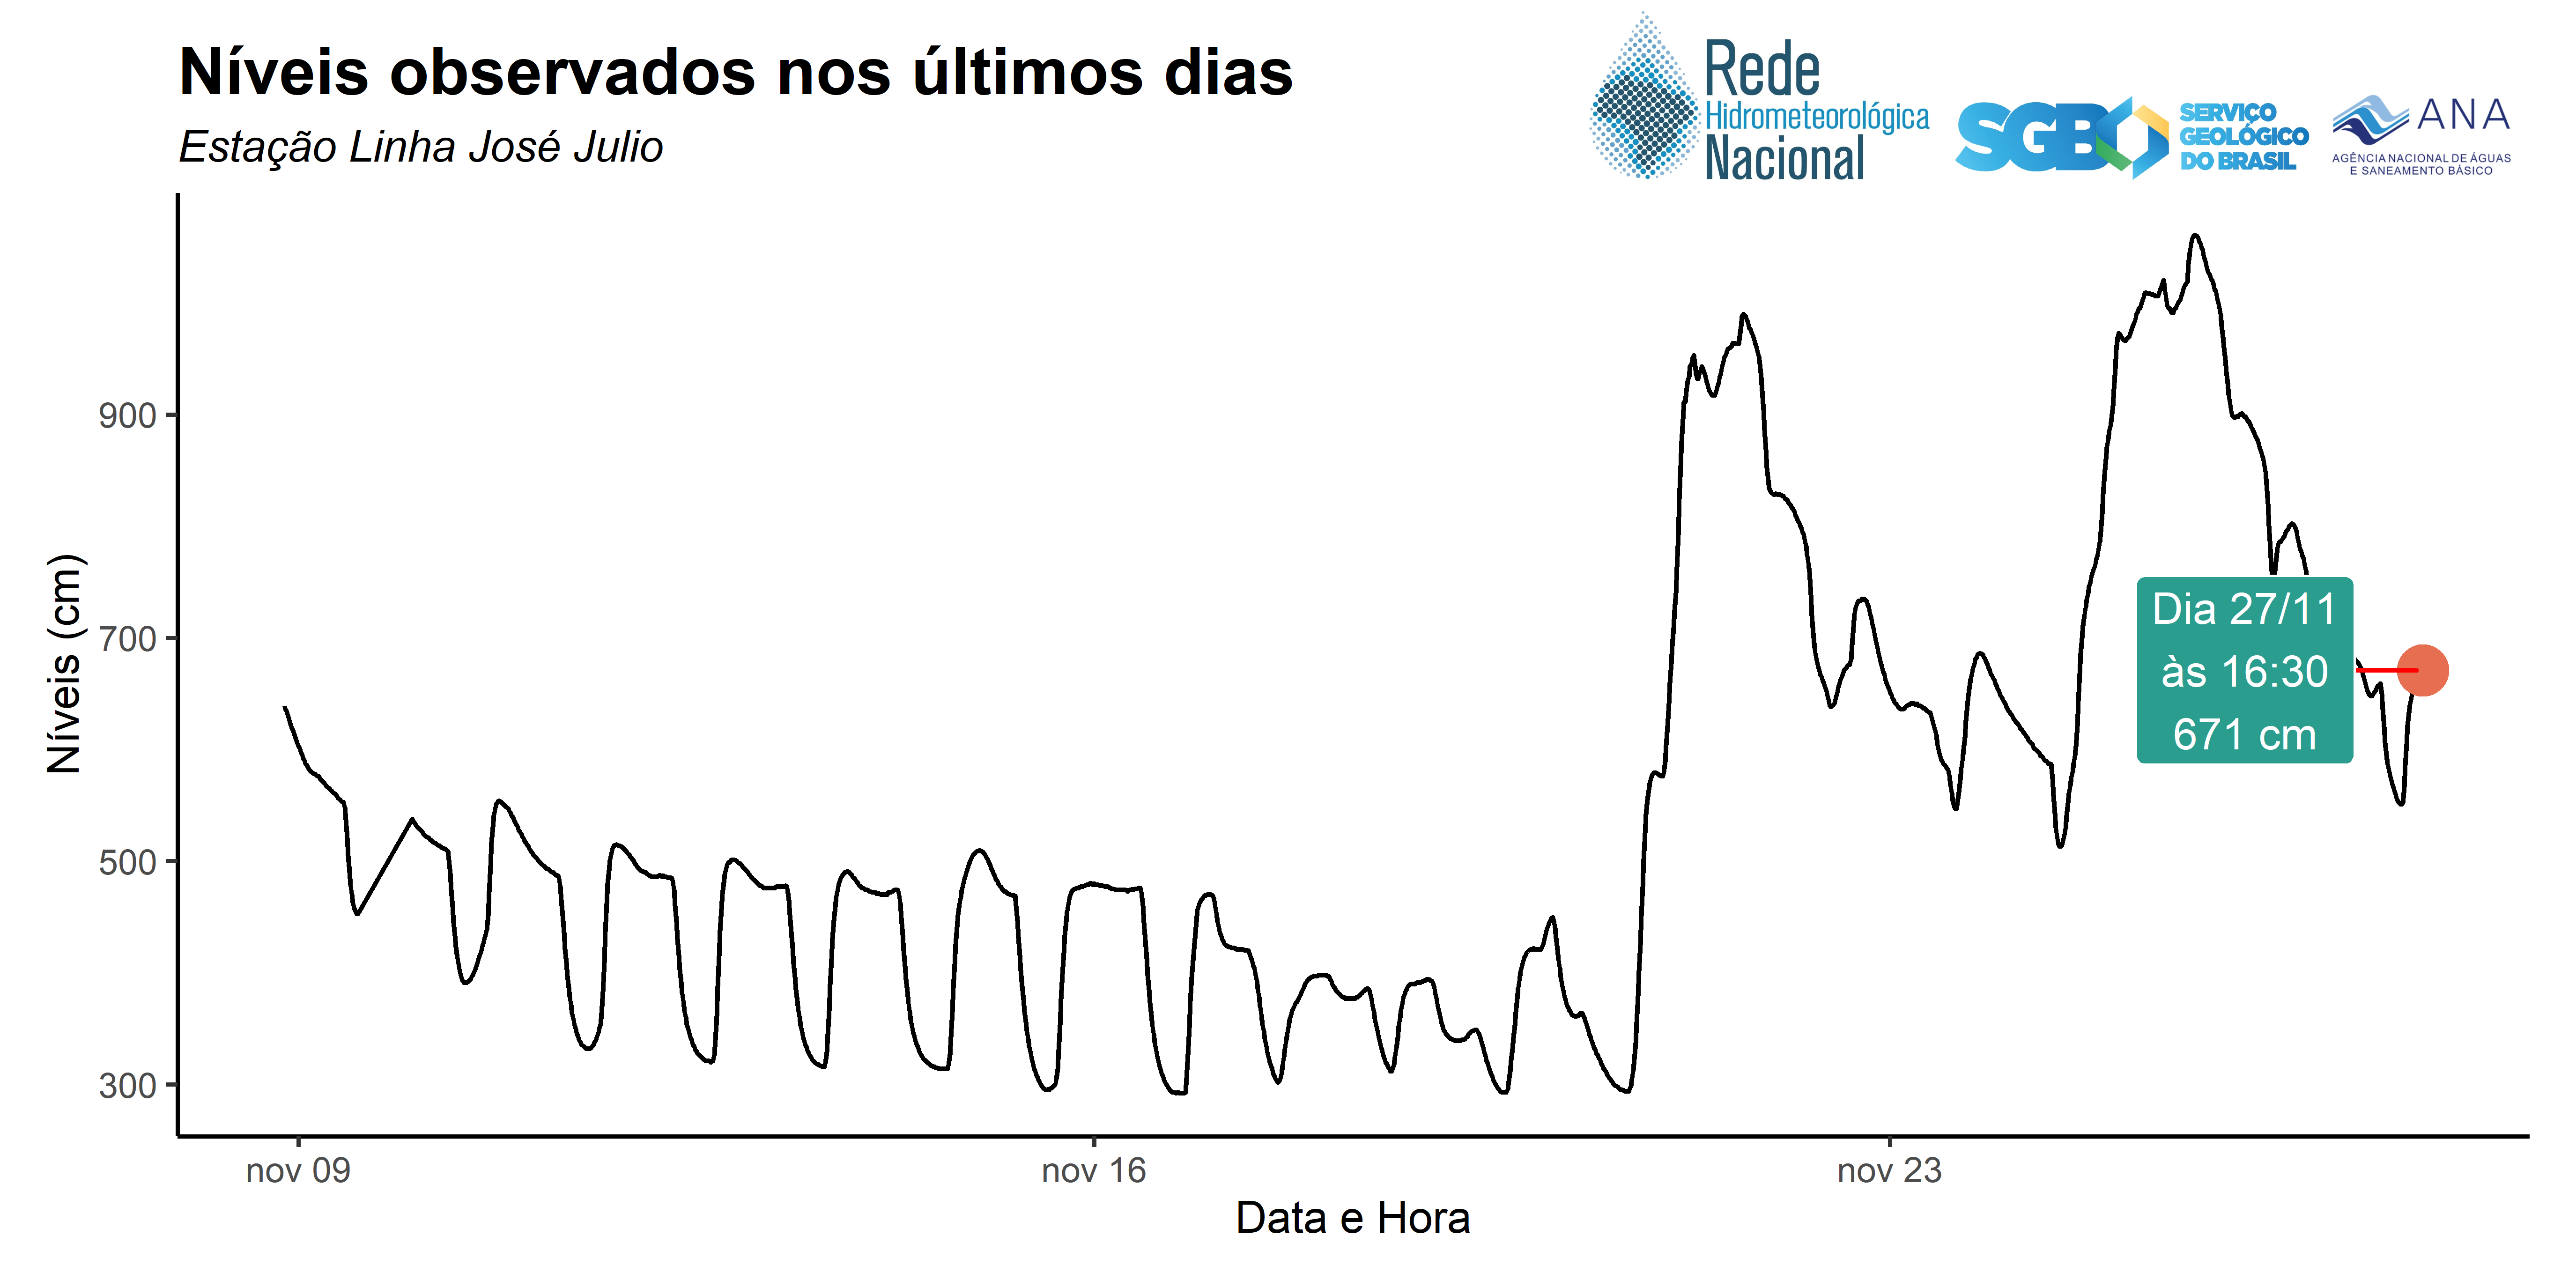 Níveis observados nos últimos dias
Estação Linha José Julio
Rede
Hidrometeorológica
Nacional
SGB
SERVIÇO
GEOLÓGICO
DO BRASIL
ANA
AGÊNCIA NACIONAL DE ÁGUAS
E SANEAMENTO BÁSICO
Níveis (cm)
900
700
500
300
Dia 27/11
às 16:30
671 cm
nov 09
nov 16
nov 23
Data e Hora